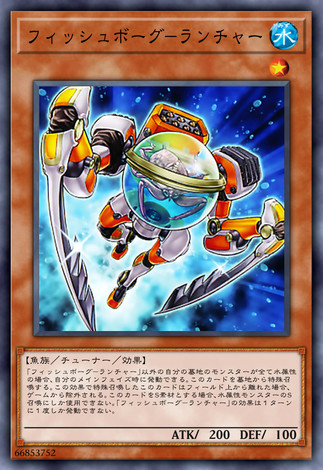 フィッシュボーグ－ランチャー
水
【魚族／チューナー／効果】
「フィッシュボーグ－ランチャー」以外の自分の墓地のモンスターが全て水属性
の場合、自分のメインフェイズ時に発動できる。このカードを墓地から特殊召
喚する。この効果で特殊召喚したこのカードはフィールド上から離れた場合、
ゲームから除外される。このカードをS素材とする場合、水属性モンスターのS
召喚にしか使用できない。「フィッシュボーグ－ランチャー」の効果は１ターン
に１度しか発動できない。
ATK/ 200 DEF/ 100
66853752